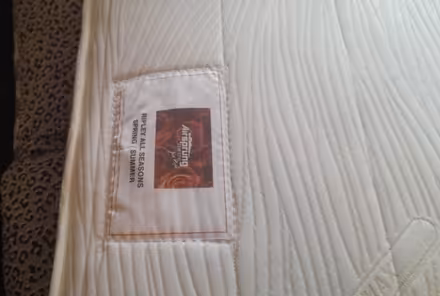 Airsprung
RIPLEY ALL SEASONS
SPRING / SUMMER